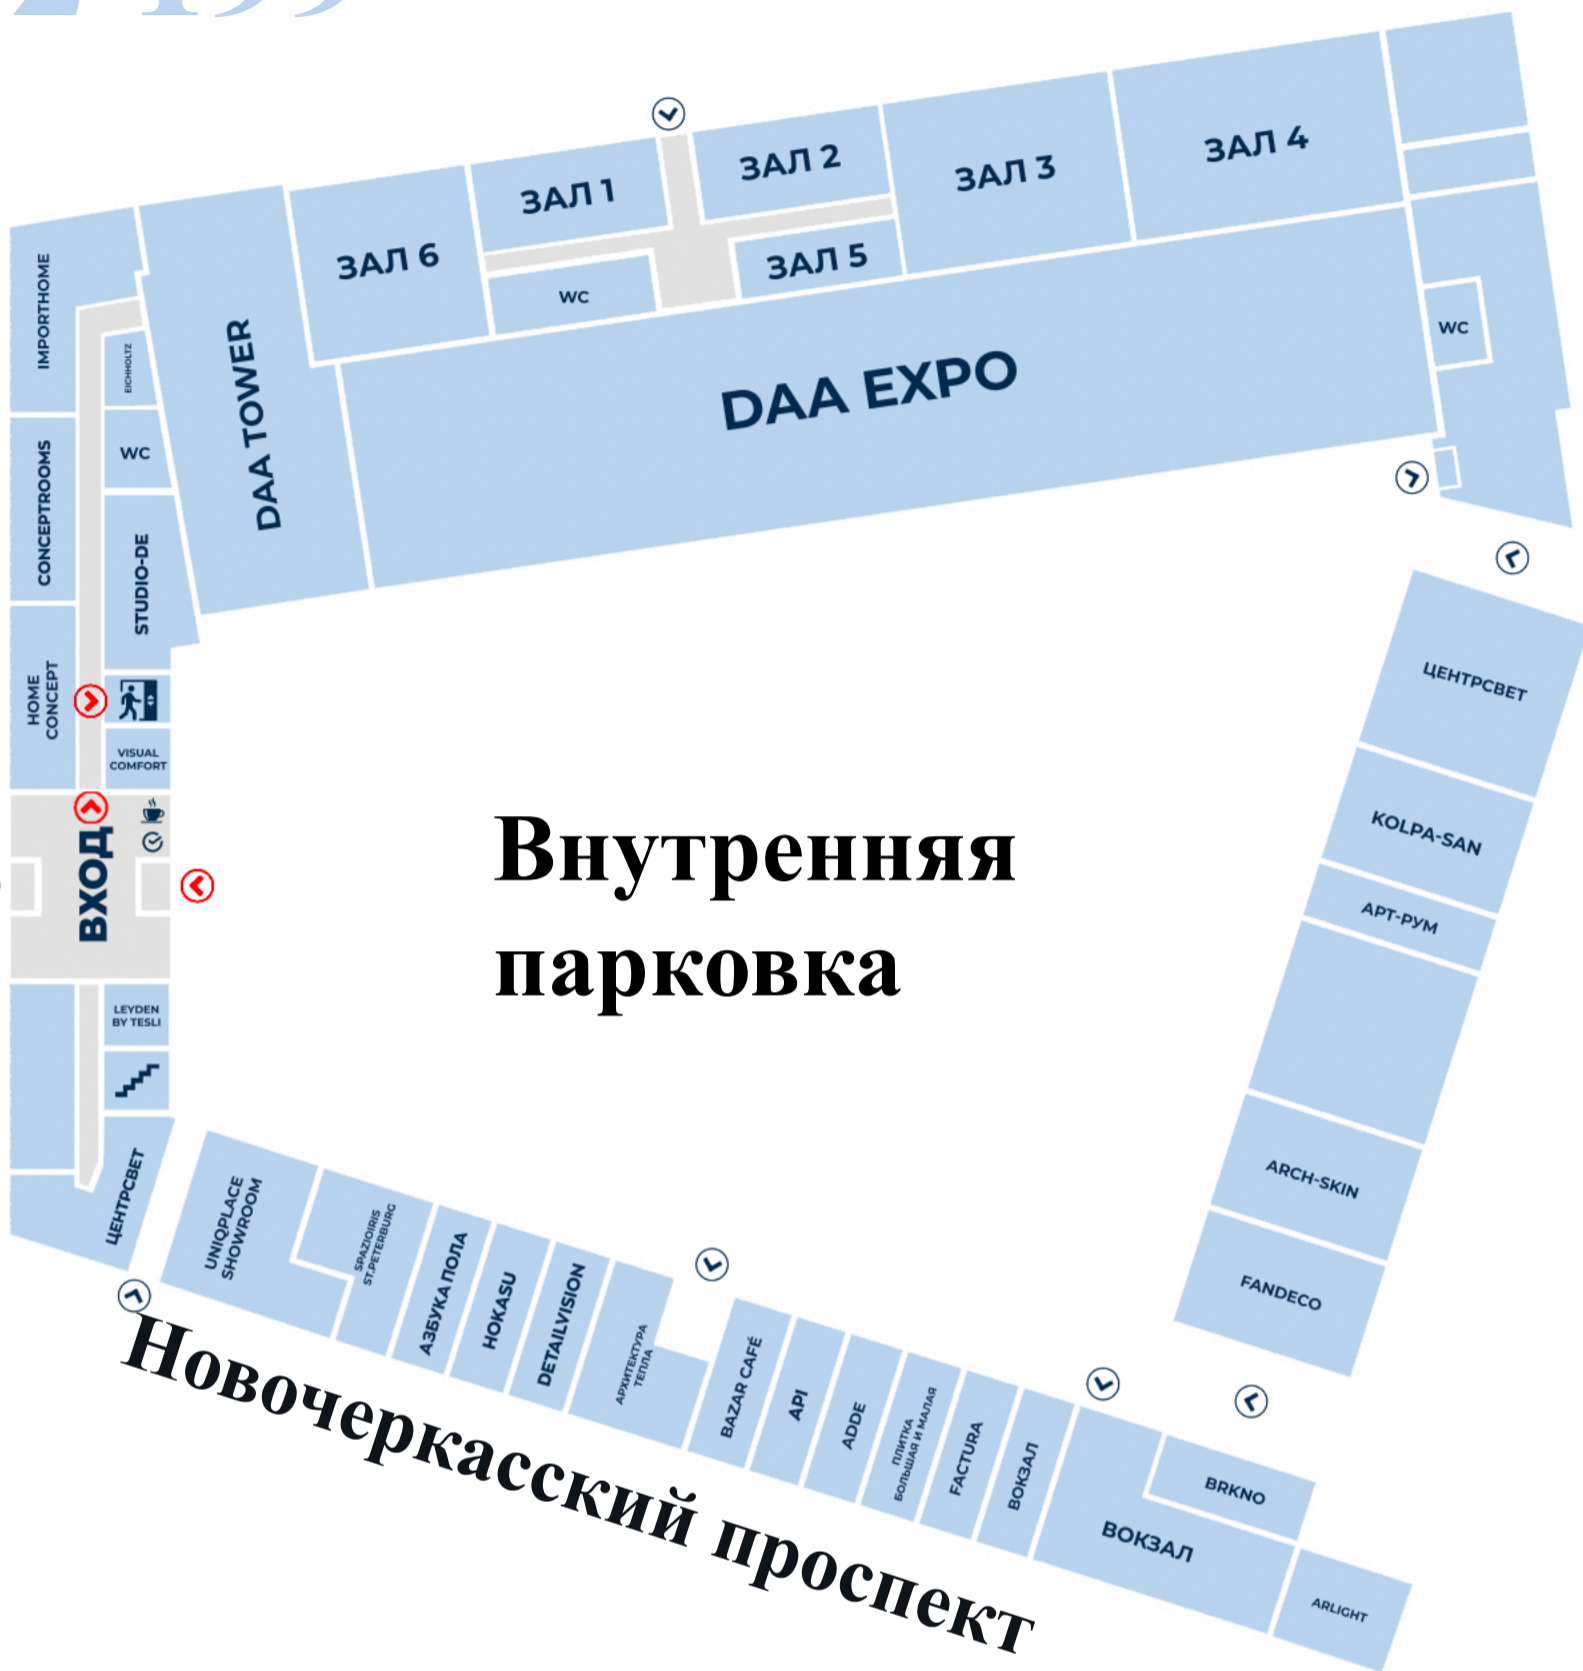 ЗАЛ 4
ЗАЛ 2
ЗАЛ 3
ЗАЛ 1
ЗАЛ 6
ЗАЛ 5
WC
IMPORTHOME
EICHHOLTZ
DAA TOWER
DAA EXPO
WC
WC
CONCEPTROOMS
STUDIO-DE
HOME
CONCEPT
VISUAL
COMFORT
ВХОД
Внутренняя
парковка
ЦЕНТРСВЕТ
KOLPA-SAN
АРТ-РУМ
ARCH-SKIN
FANDECO
LEYDEN
BY TESLI
ЦЕНТРСВЕТ
UNIQPLACE
SHOWROOM
SPAZIOIRIS
ST.PETERBURG
АЗБУКА ПОЛА
HOKASU
DETAILVISION
АРХИТЕКТУРА
ТЕПЛА
BAZAR CAFÉ
API
ADDE
ПЛИТКА
БОЛЬШАЯ И МАЛАЯ
FACTURA
ВОКЗАЛ
ВОКЗАЛ
BRKNO
ARLIGHT
Новочеркасский проспект